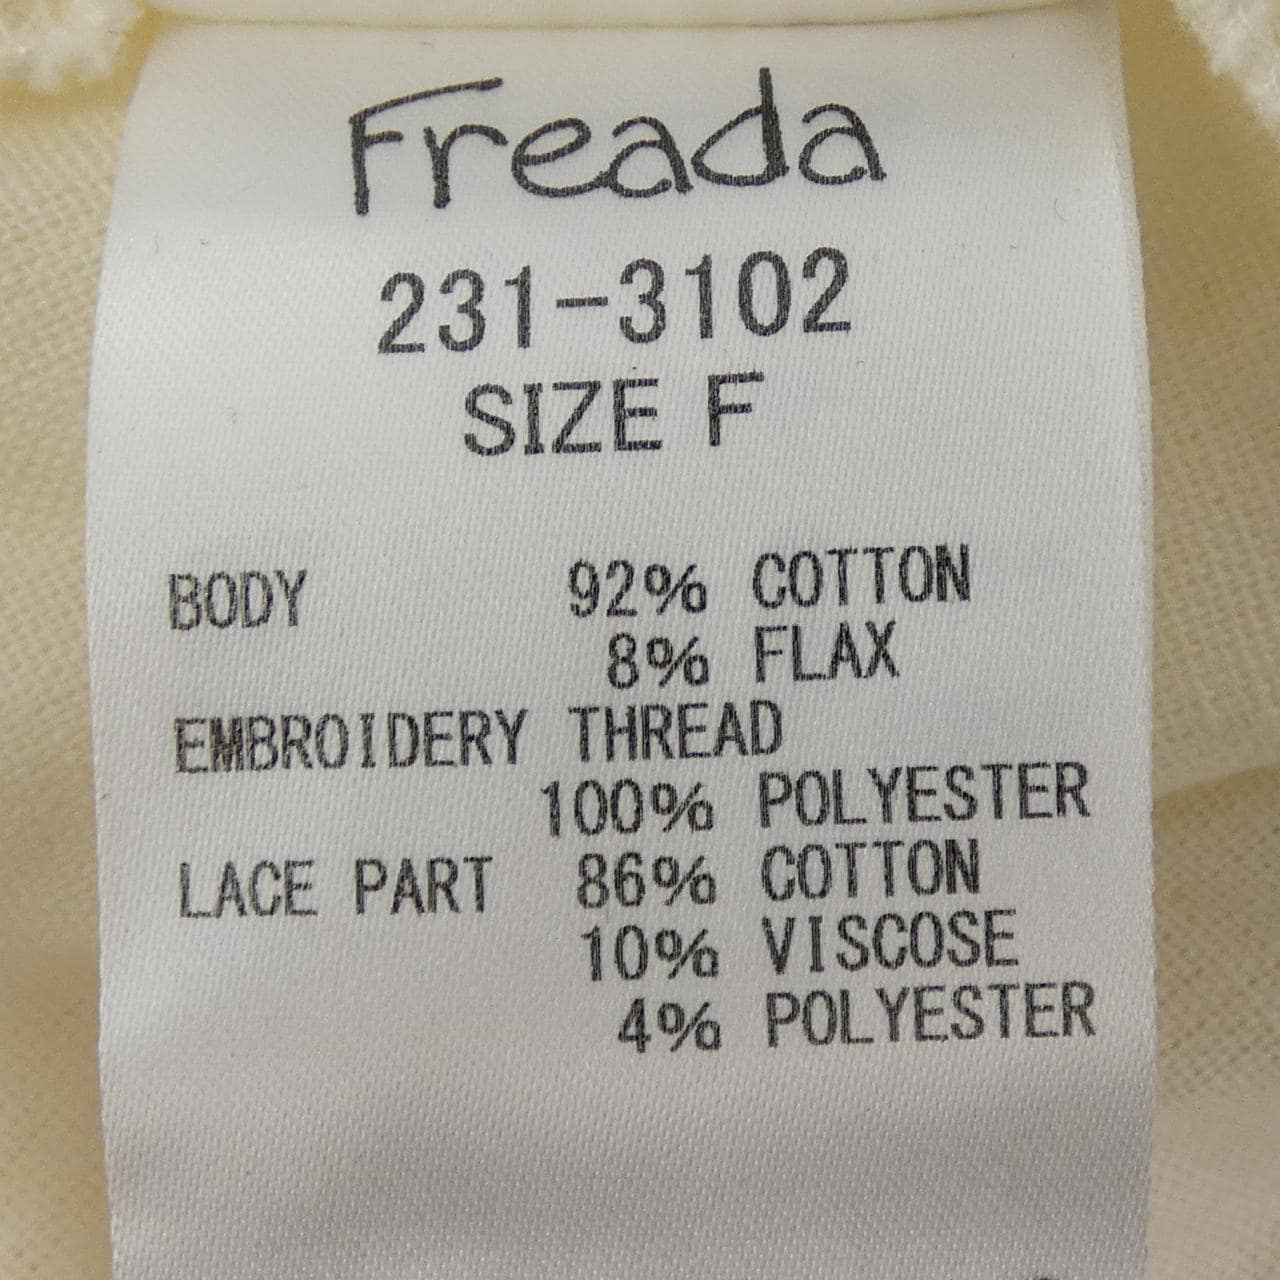 Freada
231-3102
SIZE F
BODY 92% COTTON
8% FLAX
EMBROIDERY THREAD
100% POLYESTER
LACE PART 86% COTTON
10% VISCOSE
4% POLYESTER